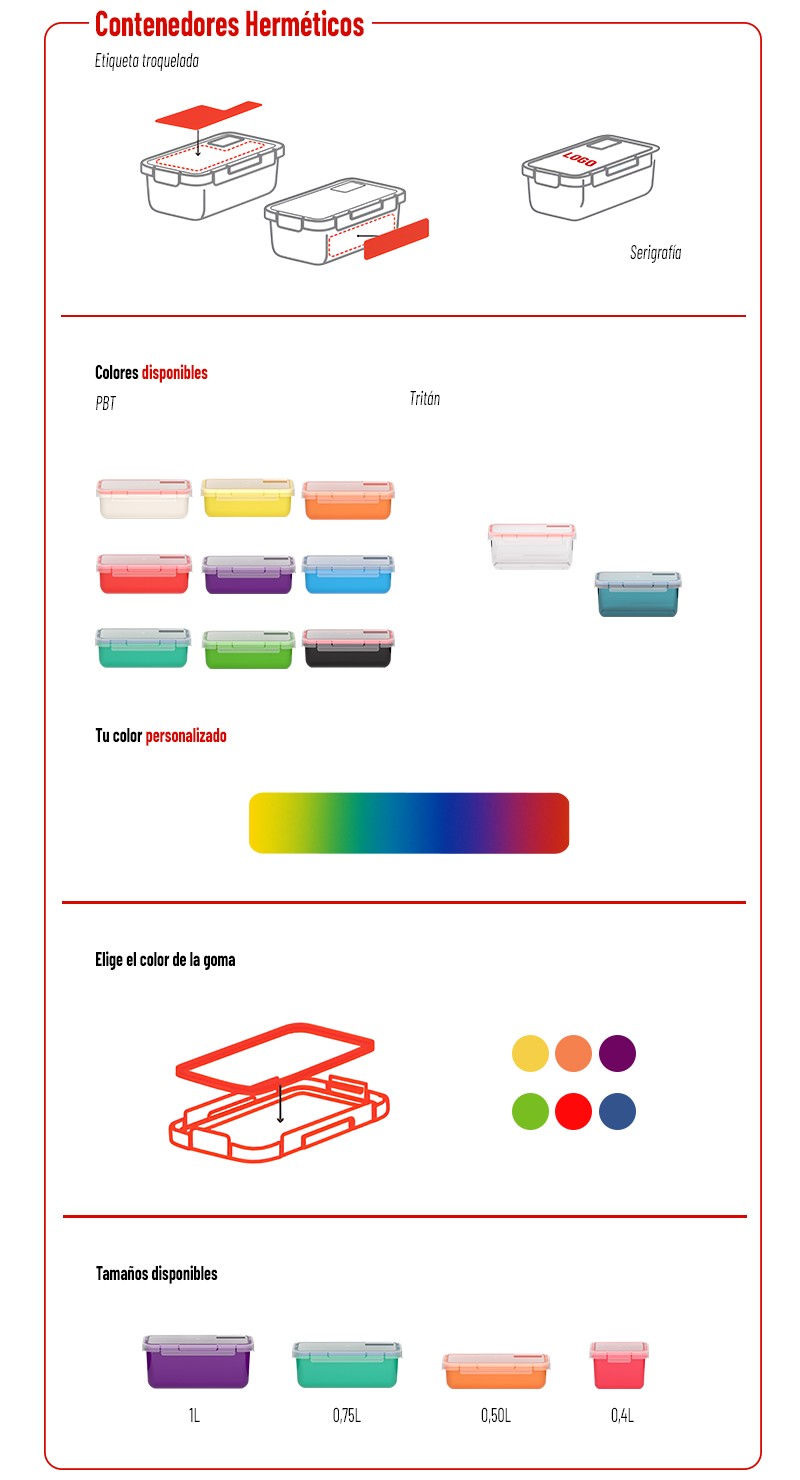 Contenedores Herméticos
Etiqueta troquelada
LOGO
Serigrafía
Colores disponibles
PBT
Tritán
Tu color personalizado
Elige el color de la goma
Tamaños disponibles
1L
0,75L
0,50L
0,4L